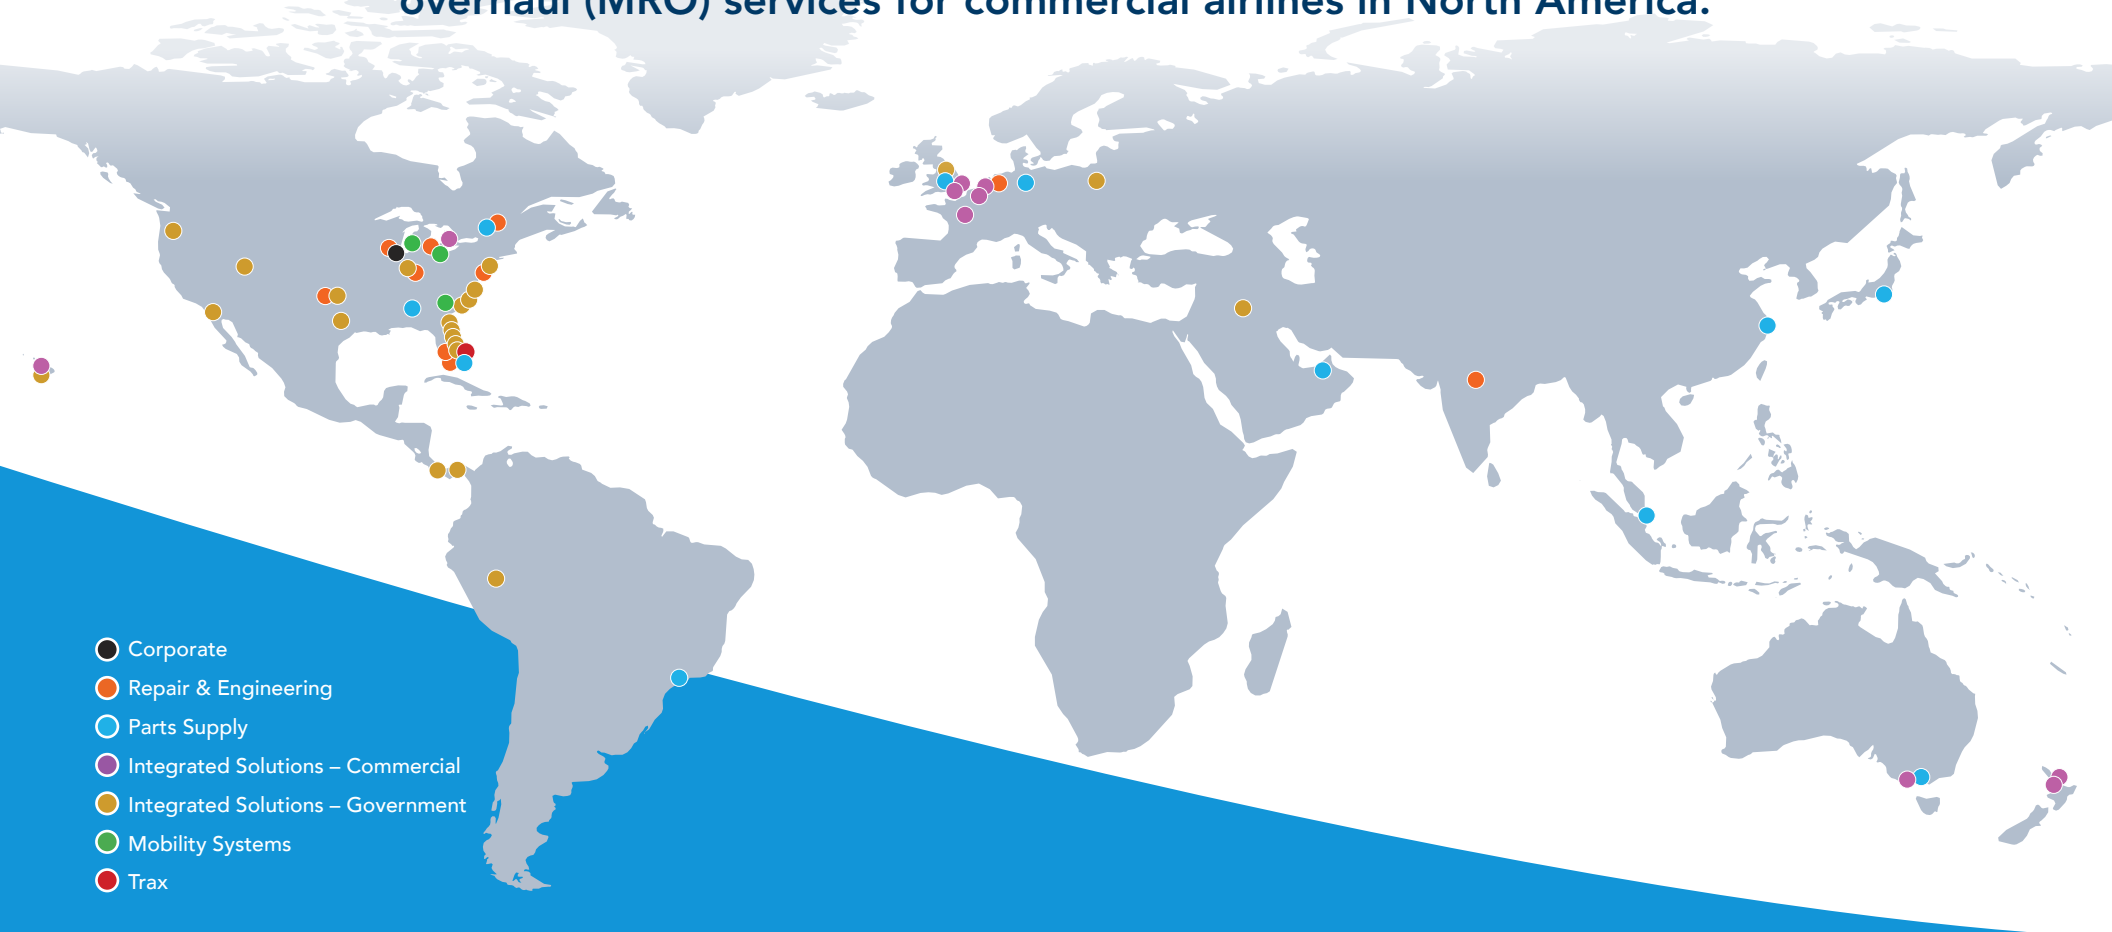 overhaul (MRO) services for commercial airlines in North America.
Corporate
Repair & Engineering
Parts Supply
Integrated Solutions – Commercial
Integrated Solutions – Government
Mobility Systems
Trax